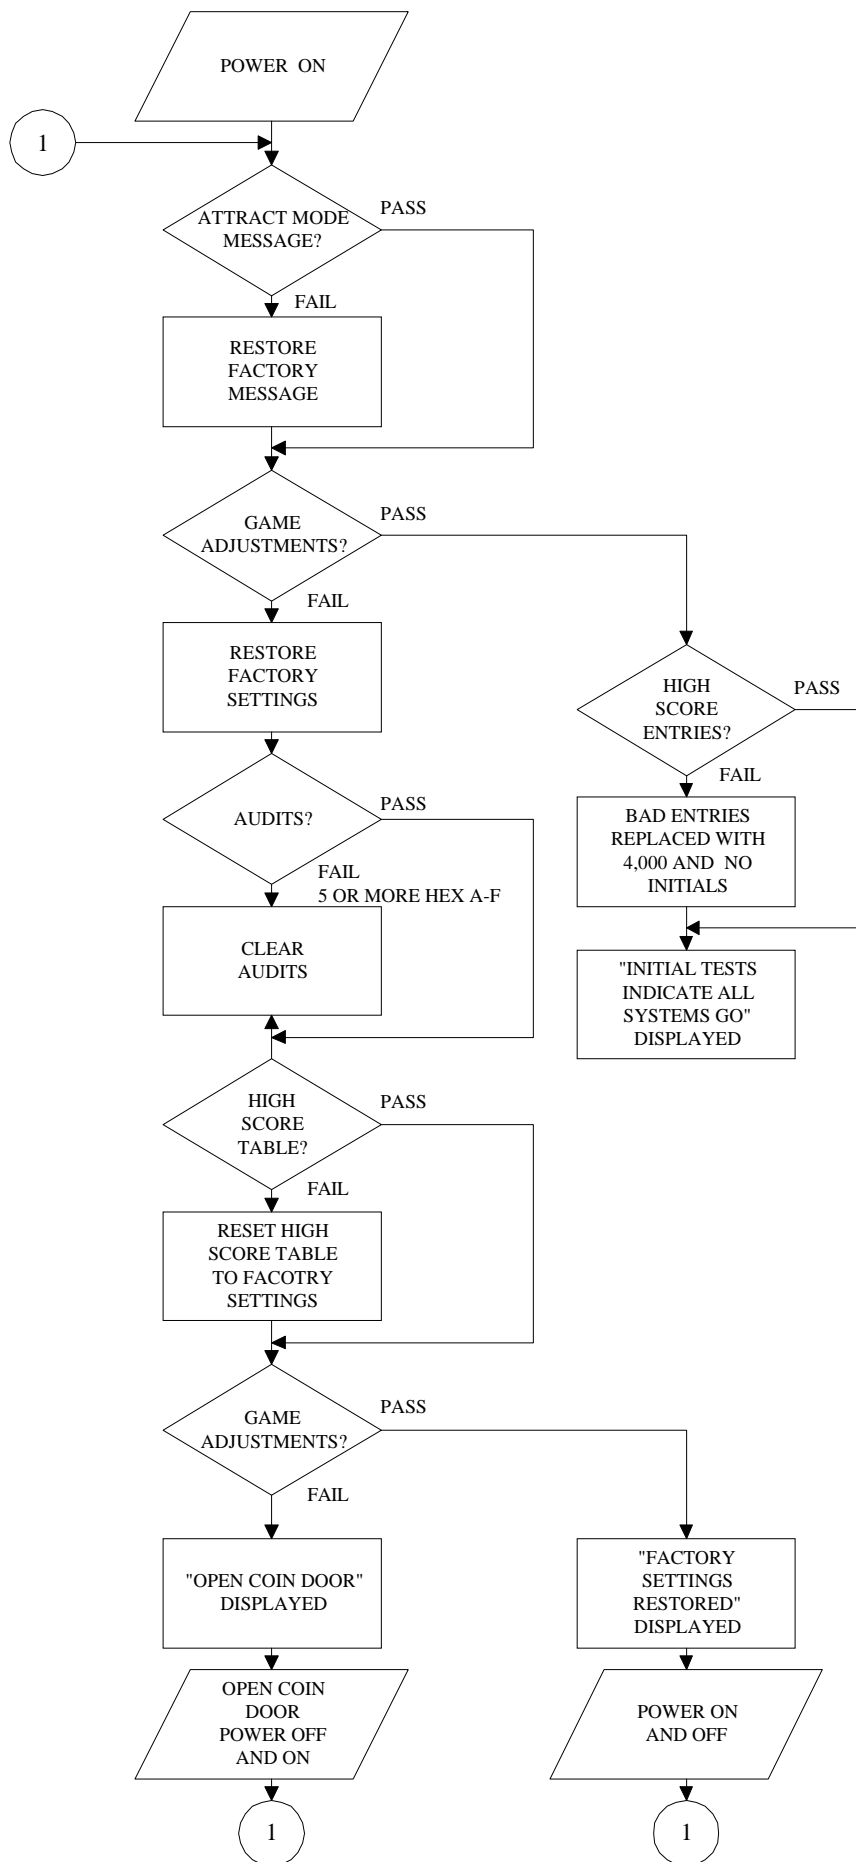 POWER  ON
1
ATTRACT MODE
MESSAGE?
PASS
FAIL
RESTORE
FACTORY
MESSAGE
GAME
ADJUSTMENTS?
PASS
FAIL
RESTORE
FACTORY
SETTINGS
HIGH
SCORE
ENTRIES?
PASS
FAIL
BAD ENTRIES
REPLACED WITH
4,000 AND  NO
INITIALS
"INITIAL TESTS
INDICATE ALL
SYSTEMS GO"
DISPLAYED
AUDITS?
PASS
FAIL
5 OR MORE HEX A-F
CLEAR
AUDITS
HIGH
SCORE
TABLE?
PASS
FAIL
RESET HIGH
SCORE TABLE
TO FACOTRY
SETTINGS
GAME
ADJUSTMENTS?
PASS
FAIL
"OPEN COIN DOOR"
DISPLAYED
OPEN COIN
DOOR
POWER OFF
AND ON
1
"FACTORY
SETTINGS
RESTORED"
DISPLAYED
POWER ON
AND OFF
1